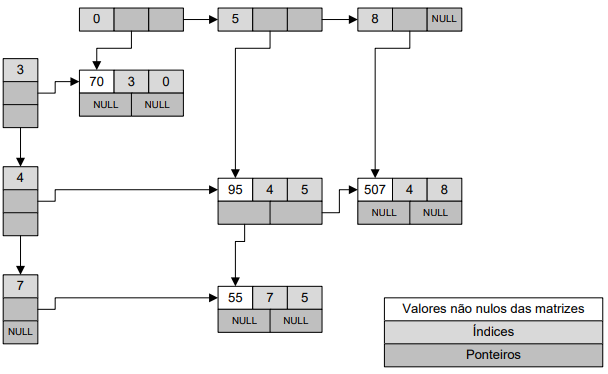 0 5 8 NULL
3
70 3 0
NULL NULL
4
95 4 5
507 4 8
NULL NULL
7
NULL
55 7 5
NULL NULL
Valores não nulos das matrizes
Índices
Ponteiros